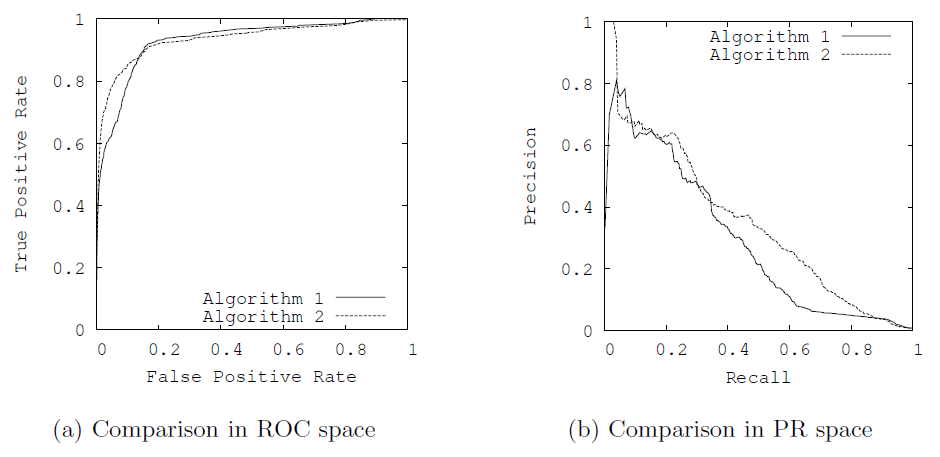 1
0.8
0.6
0.4
0.2
0
True Positive Rate
Algorithm 1
Algorithm 2
0 0.2 0.4 0.6 0.8 1
False Positive Rate
(a) Comparison in ROC space
1
0.8
0.6
0.4
0.2
0
Precision
Algorithm 1
Algorithm 2
0 0.2 0.4 0.6 0.8 1
Recall
(b) Comparison in PR space